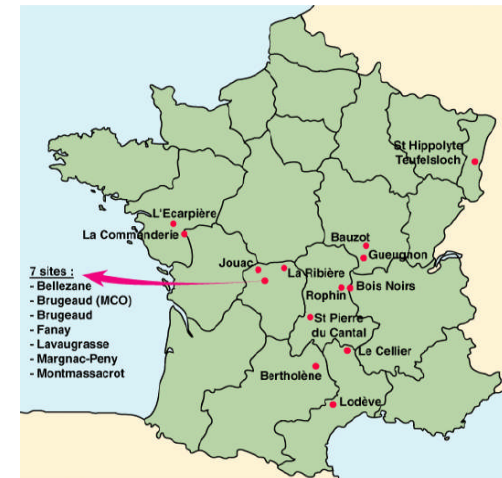 St Hippolyte
Teufelsloch
L'Ecarpière
La Commanderie
Bauzot
Gueugnon
Jouac
La Ribière
Rophin
Bois Noirs
7 sites :
- Bellezane
- Brugeaud (MCO)
- Brugeaud
- Fanay
- Lavaugrasse
- Margnac-Peny
- Montmassacrot
St Pierre
du Cantal
Le Cellier
Bertholène
Lodève